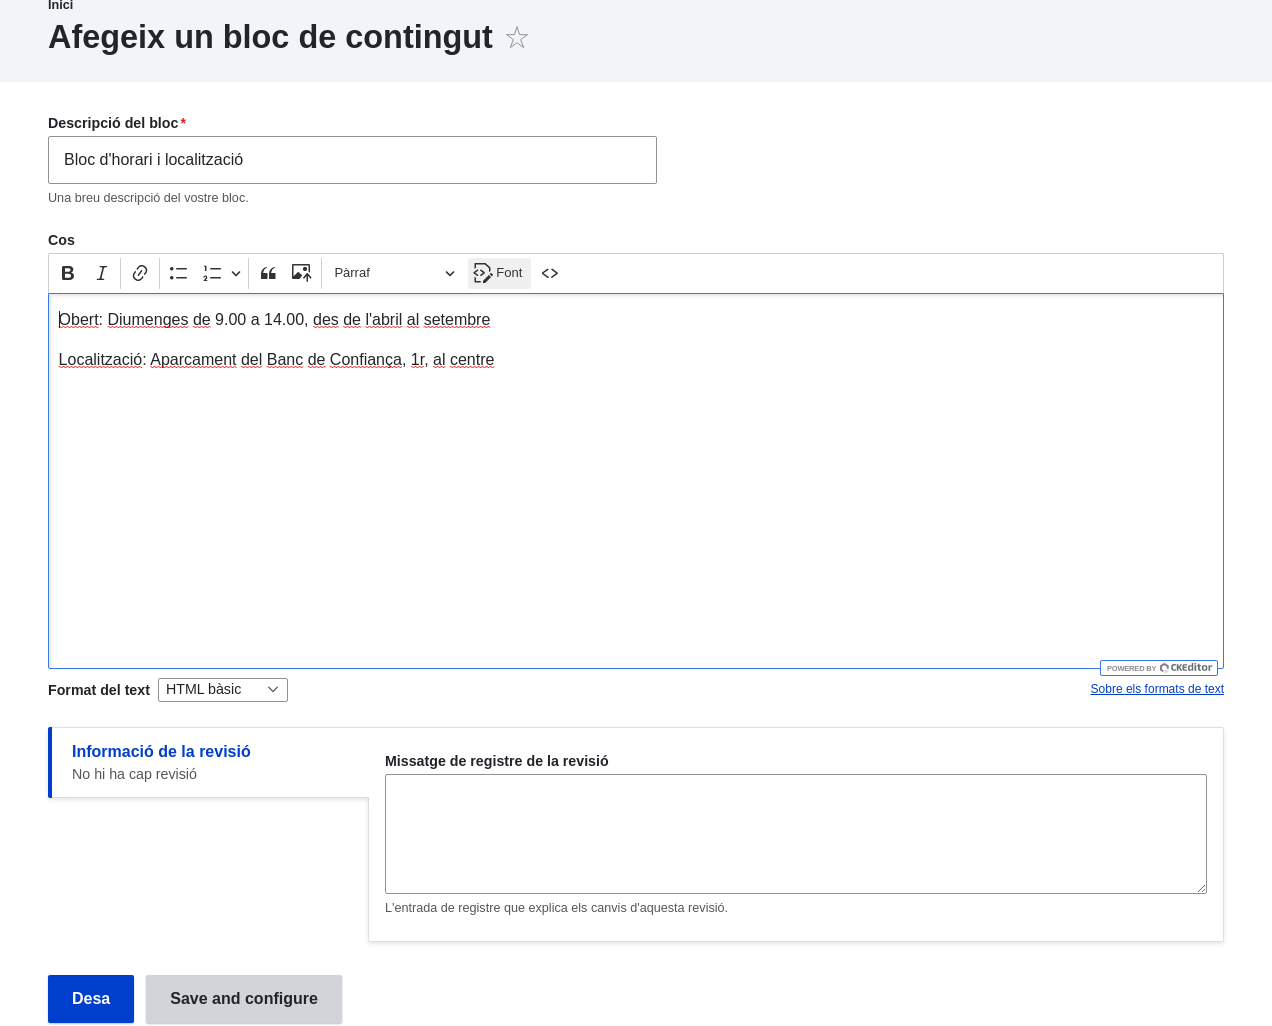 Inici
Afegeix un bloc de contingut ☆
Descripció del bloc*
Bloc d'horari i localització
Una breu descripció del vostre bloc.
Cos
Pàrraf
Font
Obert: Diumenges de 9.00 a 14.00, des de l'abril al setembre
Localització: Aparcament del Banc de Confiança, 1r, al centre
POWERED BY CKEditor
Format del text HTML bàsic
Sobre els formats de text
Informació de la revisió
No hi ha cap revisió
Missatge de registre de la revisió
L'entrada de registre que explica els canvis d'aquesta revisió.
Desa
Save and configure